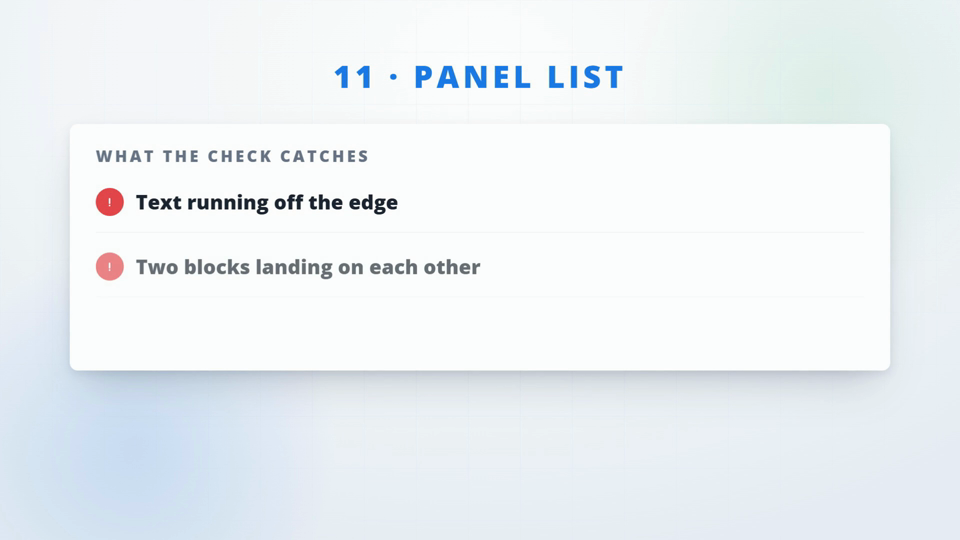 11 · PANEL LIST
WHAT THE CHECK CATCHES
! Text running off the edge
! Two blocks landing on each other